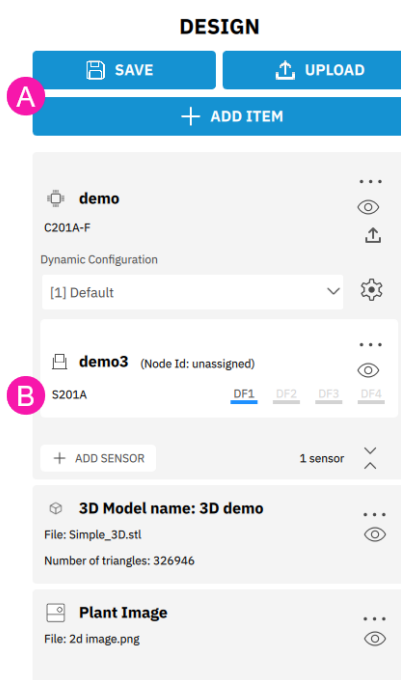 DESIGN
SAVE
UPLOAD
A
ADD ITEM
demo
C201A-F
Dynamic Configuration
[1] Default
demo3 (Node Id: unassigned)
B
S201A DF1 DF2 DF3 DF4
ADD SENSOR 1 sensor
3D Model name: 3D demo
File: Simple_3D.stl
Number of triangles: 326946
Plant Image
File: 2d image.png